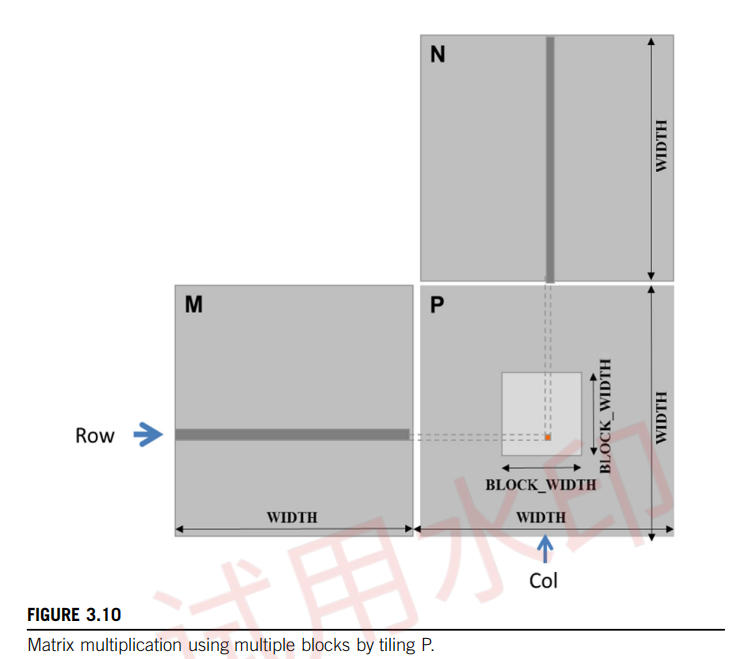 N
WIDTH
M
P
BLOCK_WIDTH
WIDTH
Row
BLOCK_WIDTH
WIDTH
WIDTH
Col
试用水印
FIGURE 3.10
Matrix multiplication using multiple blocks by tiling P.